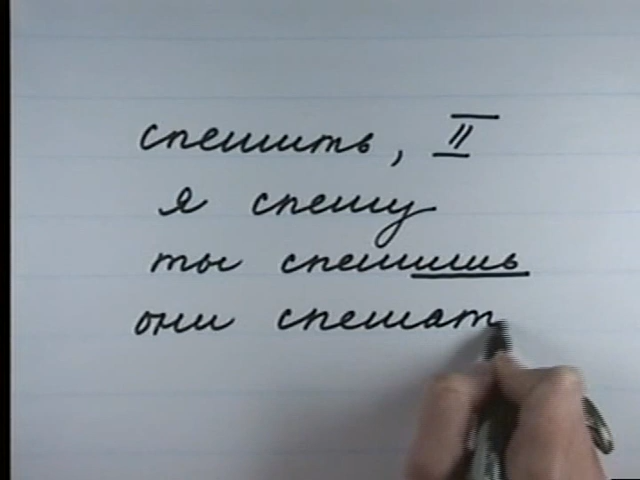 спешить, II
я спешу
ты спешишь
они спешат